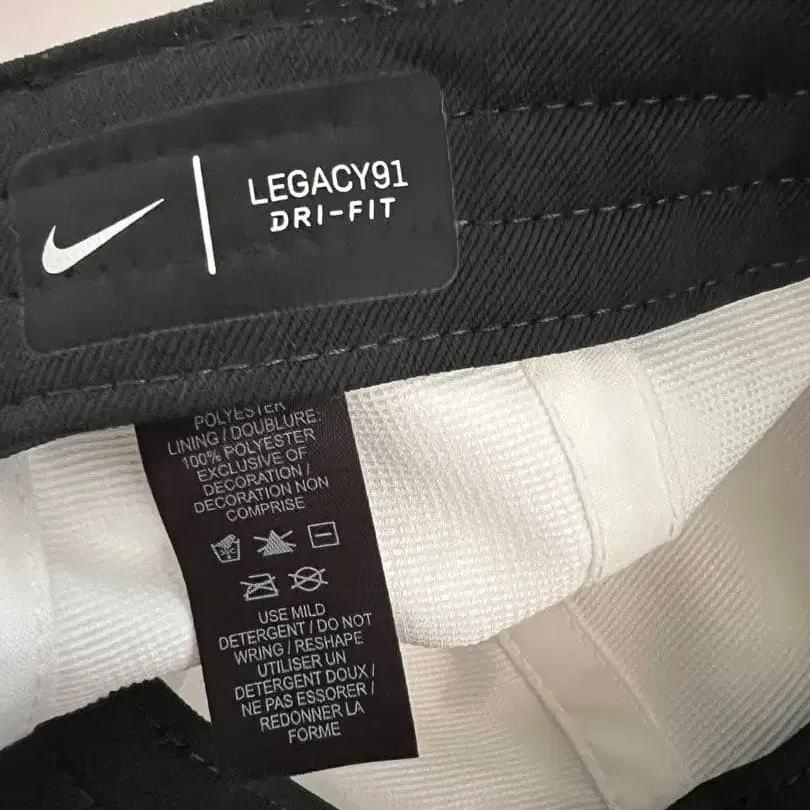 LEGACY91
DRI-FIT
POLYESTER
LINING / DOUBLURE:
100% POLYESTER
EXCLUSIVE OF
DECORATION /
DECORATION NON
COMPRISE
USE MILD
DETERGENT / DO NOT
WRING / RESHAPE
UTILISER UN
DETERGENT DOUX /
NE PAS ESSORER /
REDONNER LA
FORME